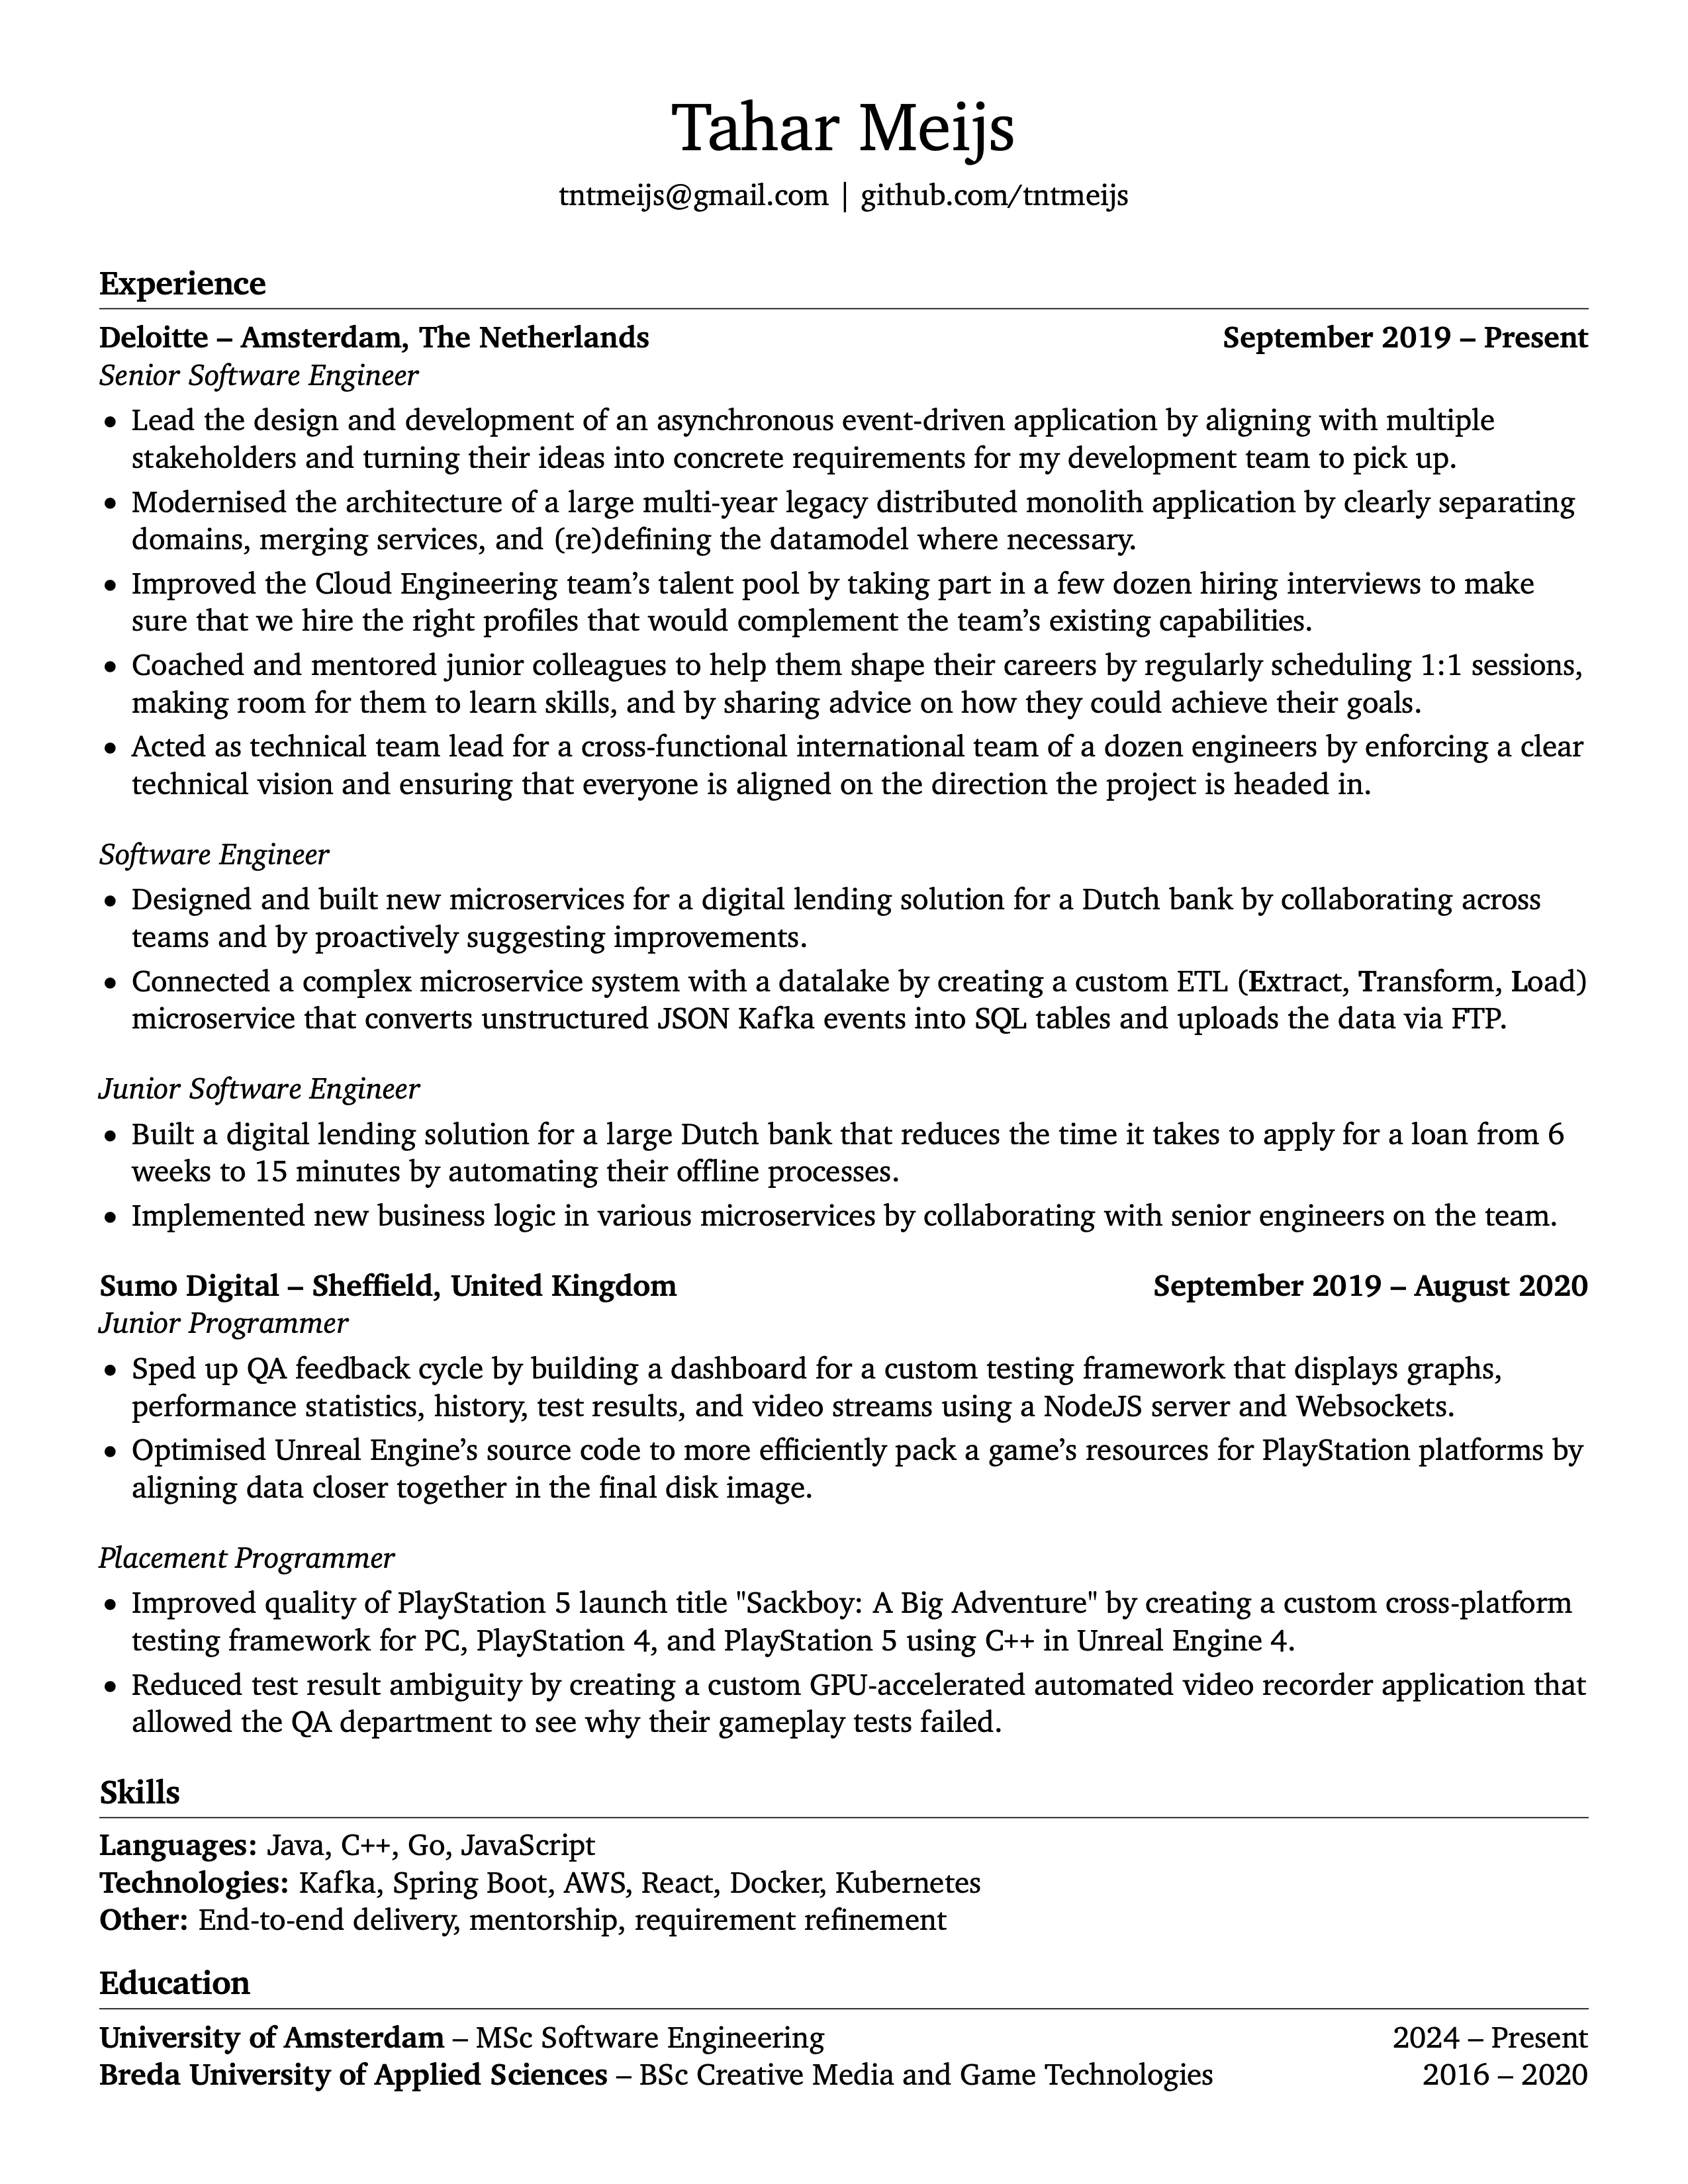 Tahar Meijs
tntmeijs@gmail.com | github.com/tntmeijs
Experience
Deloitte – Amsterdam, The Netherlands September 2019 – Present
Senior Software Engineer
• Lead the design and development of an asynchronous event-driven application by aligning with multiple
stakeholders and turning their ideas into concrete requirements for my development team to pick up.
• Modernised the architecture of a large multi-year legacy distributed monolith application by clearly separating
domains, merging services, and (re)defining the datamodel where necessary.
• Improved the Cloud Engineering team’s talent pool by taking part in a few dozen hiring interviews to make
sure that we hire the right profiles that would complement the team’s existing capabilities.
• Coached and mentored junior colleagues to help them shape their careers by regularly scheduling 1:1 sessions,
making room for them to learn skills, and by sharing advice on how they could achieve their goals.
• Acted as technical team lead for a cross-functional international team of a dozen engineers by enforcing a clear
technical vision and ensuring that everyone is aligned on the direction the project is headed in.
Software Engineer
• Designed and built new microservices for a digital lending solution for a Dutch bank by collaborating across
teams and by proactively suggesting improvements.
• Connected a complex microservice system with a datalake by creating a custom ETL (Extract, Transform, Load)
microservice that converts unstructured JSON Kafka events into SQL tables and uploads the data via FTP.
Junior Software Engineer
• Built a digital lending solution for a large Dutch bank that reduces the time it takes to apply for a loan from 6
weeks to 15 minutes by automating their offline processes.
• Implemented new business logic in various microservices by collaborating with senior engineers on the team.
Sumo Digital – Sheffield, United Kingdom September 2019 – August 2020
Junior Programmer
• Sped up QA feedback cycle by building a dashboard for a custom testing framework that displays graphs,
performance statistics, history, test results, and video streams using a NodeJS server and Websockets.
• Optimised Unreal Engine’s source code to more efficiently pack a game’s resources for PlayStation platforms by
aligning data closer together in the final disk image.
Placement Programmer
• Improved quality of PlayStation 5 launch title "Sackboy: A Big Adventure" by creating a custom cross-platform
testing framework for PC, PlayStation 4, and PlayStation 5 using C++ in Unreal Engine 4.
• Reduced test result ambiguity by creating a custom GPU-accelerated automated video recorder application that
allowed the QA department to see why their gameplay tests failed.
Skills
Languages: Java, C++, Go, JavaScript
Technologies: Kafka, Spring Boot, AWS, React, Docker, Kubernetes
Other: End-to-end delivery, mentorship, requirement refinement
Education
University of Amsterdam – MSc Software Engineering 2024 – Present
Breda University of Applied Sciences – BSc Creative Media and Game Technologies 2016 – 2020